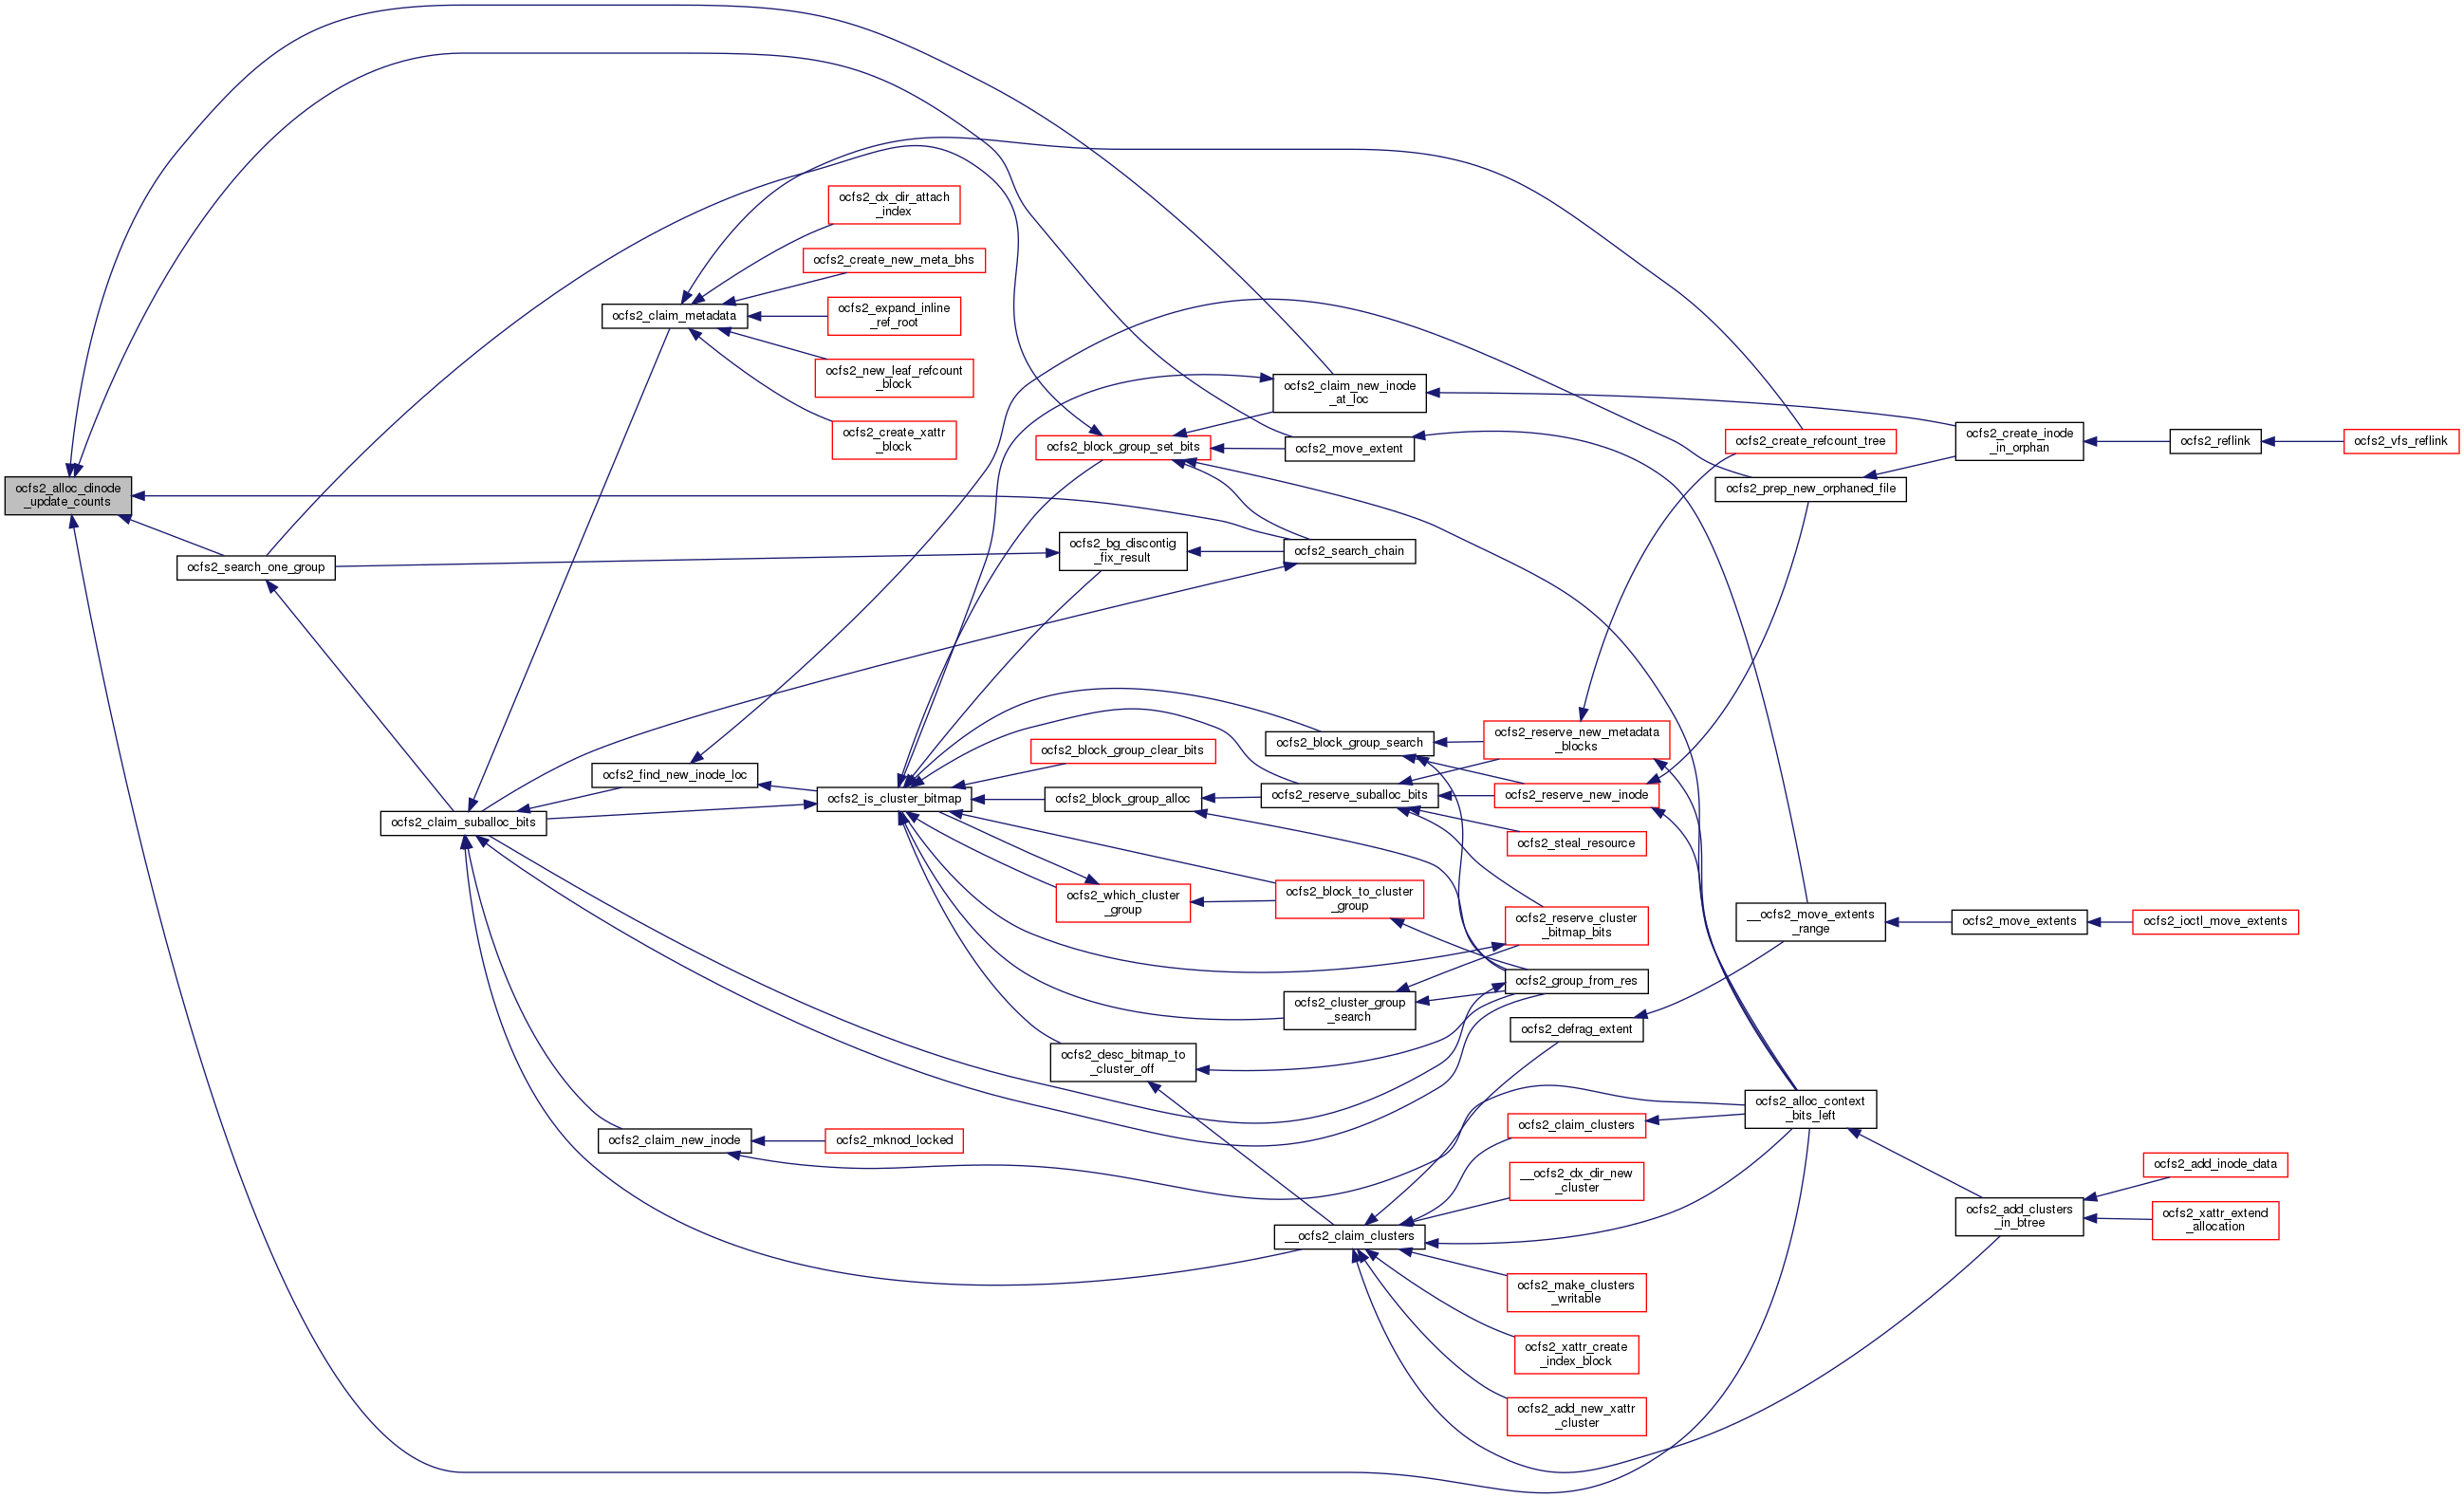 ocfs2_alloc_dinode
_update_counts
ocfs2_search_one_group
ocfs2_claim_suballoc_bits
ocfs2_claim_metadata
ocfs2_find_new_inode_loc
ocfs2_claim_new_inode
ocfs2_dx_dir_attach
_index
ocfs2_create_new_meta_bhs
ocfs2_expand_inline
_ref_root
ocfs2_new_leaf_refcount
_block
ocfs2_create_xattr
_block
ocfs2_is_cluster_bitmap
ocfs2_mknod_locked
ocfs2_block_group_set_bits
ocfs2_bg_discontig
_fix_result
ocfs2_block_group_clear_bits
ocfs2_block_group_alloc
ocfs2_which_cluster
_group
ocfs2_desc_bitmap_to
_cluster_off
ocfs2_claim_new_inode
_at_loc
ocfs2_move_extent
ocfs2_search_chain
ocfs2_block_group_search
ocfs2_reserve_suballoc_bits
ocfs2_block_to_cluster
_group
ocfs2_cluster_group
_search
__ocfs2_claim_clusters
ocfs2_reserve_new_metadata
_blocks
ocfs2_reserve_new_inode
ocfs2_steal_resource
ocfs2_reserve_cluster
_bitmap_bits
ocfs2_group_from_res
ocfs2_defrag_extent
ocfs2_claim_clusters
__ocfs2_dx_dir_new
_cluster
ocfs2_make_clusters
_writable
ocfs2_xattr_create
_index_block
ocfs2_add_new_xattr
_cluster
ocfs2_create_refcount_tree
ocfs2_prep_new_orphaned_file
__ocfs2_move_extents
_range
ocfs2_alloc_context
_bits_left
ocfs2_create_inode
_in_orphan
ocfs2_move_extents
ocfs2_add_clusters
_in_btree
ocfs2_reflink
ocfs2_ioctl_move_extents
ocfs2_add_inode_data
ocfs2_xattr_extend
_allocation
ocfs2_vfs_reflink